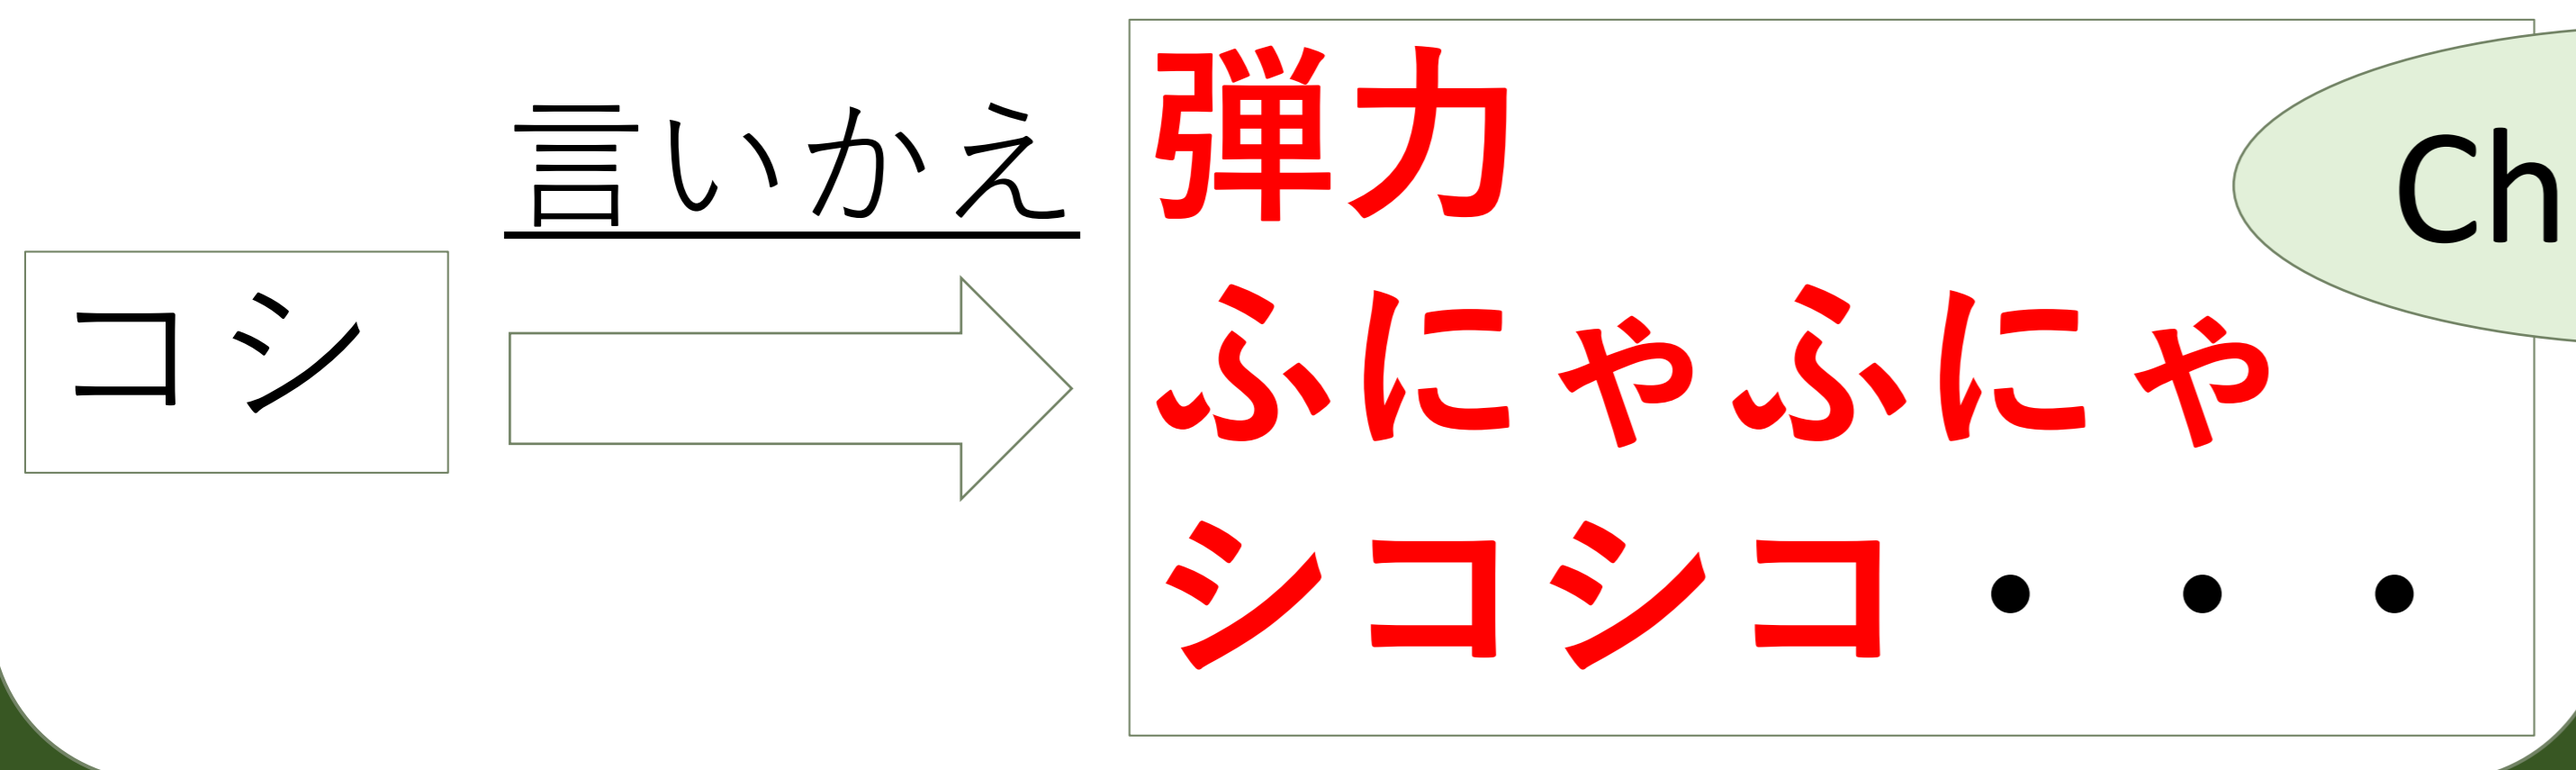 コシ
言いかえ
弾力
ふにゃふにゃ
シコシコ・・・
Ch